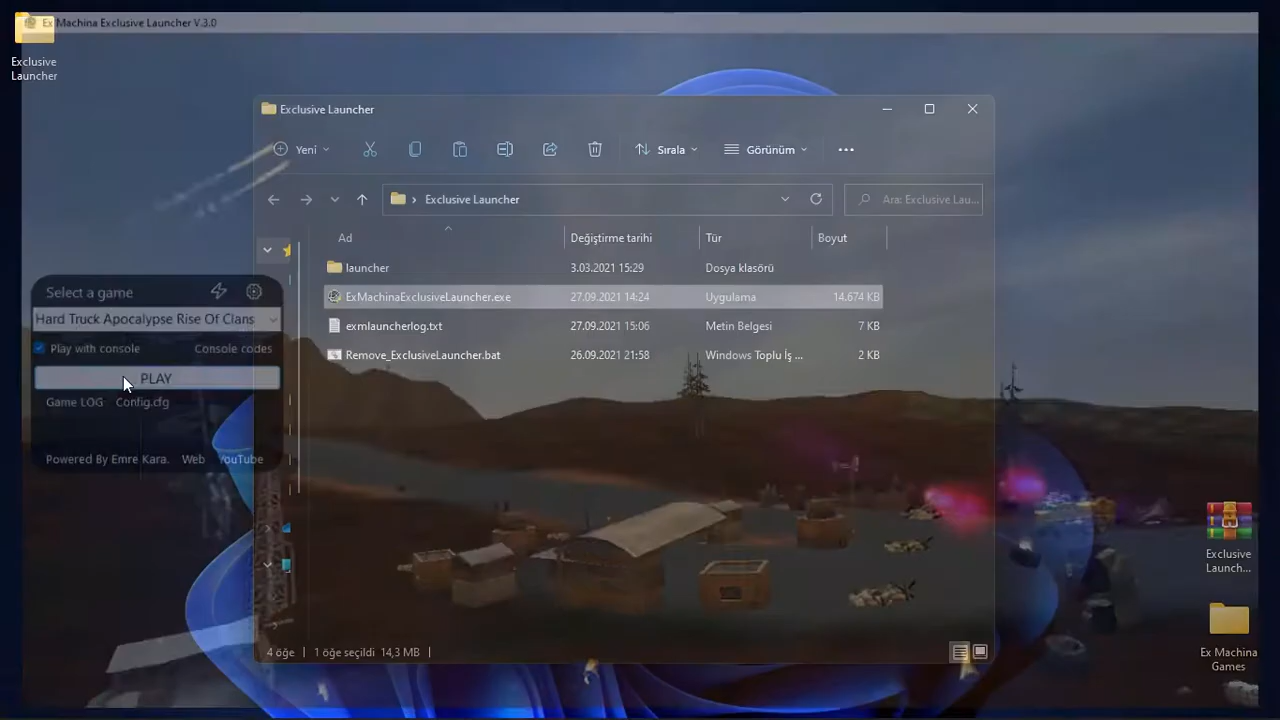 Ex Machina Exclusive Launcher V.3.0
Exclusive
Launcher
Exclusive Launcher
Yeni
Sırala
Görünüm
Exclusive Launcher
Ara: Exclusive Lau...
Ad
Değiştirme tarihi
Tür
Boyut
launcher
3.03.2021 15:29
Dosya klasörü
ExMachinaExclusiveLauncher.exe
27.09.2021 14:24
Uygulama
14.674 KB
exmlauncherlog.txt
27.09.2021 15:06
Metin Belgesi
7 KB
Remove_ExclusiveLauncher.bat
26.09.2021 21:58
Windows Toplu İş ...
2 KB
Select a game
Hard Truck Apocalypse Rise Of Clans
Play with console
Console codes
PLAY
Game LOG
Config.cfg
Powered By Emre Kara.
Web
YouTube
Exclusive
Launch...
Ex Machina
Games
4 öğe
1 öğe seçildi 14,3 MB